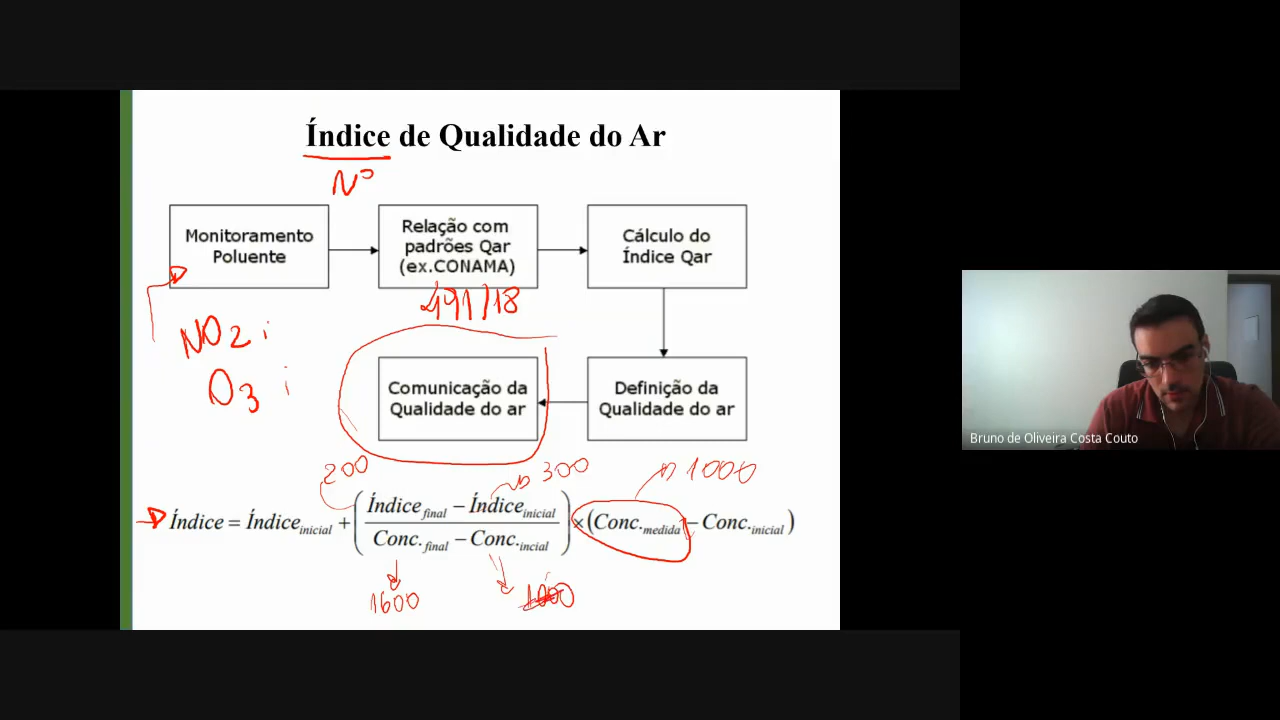 Índice de Qualidade do Ar
Nº
Monitoramento
Poluente
Relação com
padrões Qar
(ex.CONAMA)
Cálculo do
Índice Qar
491/18
NO2 i
O3 i
Comunicação da
Qualidade do ar
Definição da
Qualidade do ar
200
300
1000
Índice = Índice inicial + ( Índice final − Índice inicial / Conc. final − Conc. incial ) × (Conc. medida − Conc. inicial )
1600
1000
Bruno de Oliveira Costa Couto